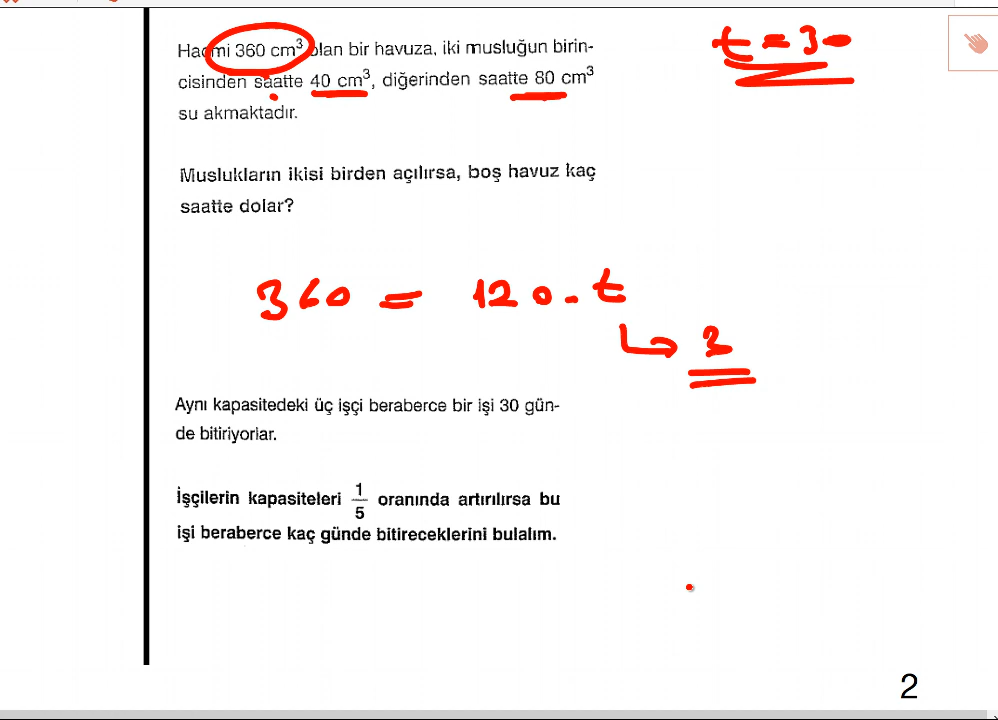 Hacmi 360 cm³ olan bir havuza, iki musluğun birin-
cisinden saatte 40 cm³, diğerinden saatte 80 cm³
su akmaktadır.
t = 30
Muslukların ikisi birden açılırsa, boş havuz kaç
saatte dolar?
360 = 120.t
3
Aynı kapasitedeki üç işçi beraberce bir işi 30 gün-
de bitiriyorlar.
İşçilerin kapasiteleri 1/5 oranında artırılırsa bu
işi beraberce kaç günde bitireceklerini bulalım.
2